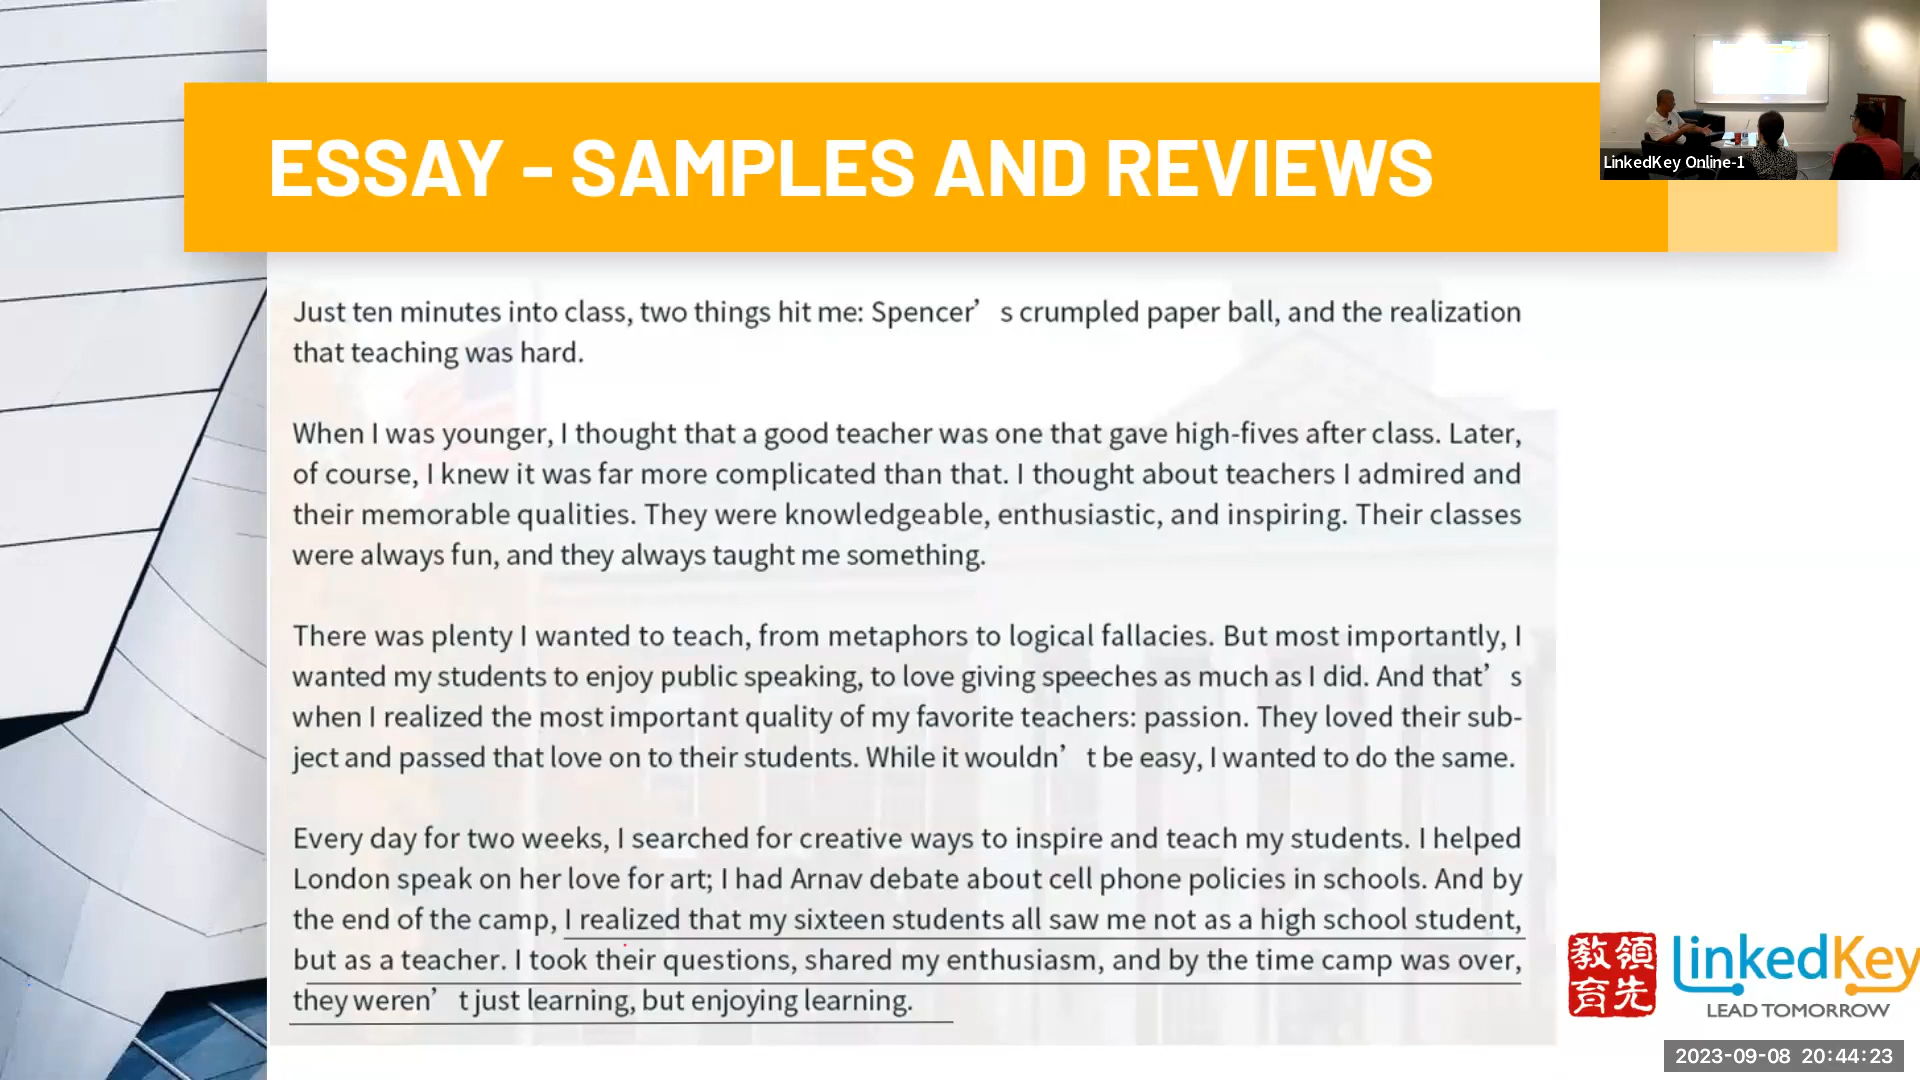 ESSAY - SAMPLES AND REVIEWS
LinkedKey Online-1
Just ten minutes into class, two things hit me: Spencer’ s crumpled paper ball, and the realization
that teaching was hard.
When I was younger, I thought that a good teacher was one that gave high-fives after class. Later,
of course, I knew it was far more complicated than that. I thought about teachers I admired and
their memorable qualities. They were knowledgeable, enthusiastic, and inspiring. Their classes
were always fun, and they always taught me something.
There was plenty I wanted to teach, from metaphors to logical fallacies. But most importantly, I
wanted my students to enjoy public speaking, to love giving speeches as much as I did. And that’ s
when I realized the most important quality of my favorite teachers: passion. They loved their sub-
ject and passed that love on to their students. While it wouldn’ t be easy, I wanted to do the same.
Every day for two weeks, I searched for creative ways to inspire and teach my students. I helped
London speak on her love for art; I had Arnav debate about cell phone policies in schools. And by
the end of the camp, I realized that my sixteen students all saw me not as a high school student,
but as a teacher. I took their questions, shared my enthusiasm, and by the time camp was over,
they weren’ t just learning, but enjoying learning.
領先
教育
LinkedKey
LEAD TOMORROW
2023-09-08 20:44:23